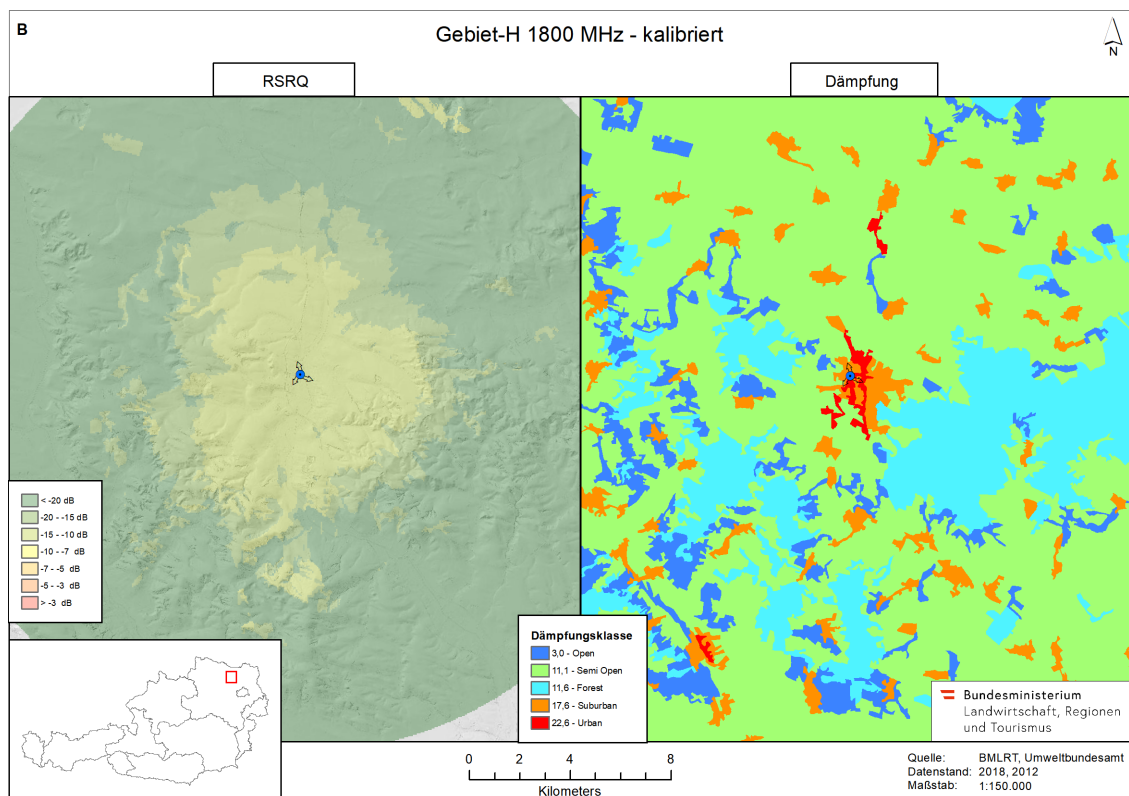 B
Gebiet-H 1800 MHz - kalibriert
N
RSRQ
Dämpfung
< -20 dB
-20 - -15 dB
-15 - -10 dB
-10 - -7 dB
-7 - -5 dB
-5 - -3 dB
> -3 dB
Dämpfungsklasse
3,0 - Open
11,1 - Semi Open
11,6 - Forest
17,6 - Suburban
22,6 - Urban
Bundesministerium
Landwirtschaft, Regionen
und Tourismus
0 2 4 6 8
Kilometers
Quelle: BMLRT, Umweltbundesamt
Datenstand: 2018, 2012
Maßstab: 1:150.000